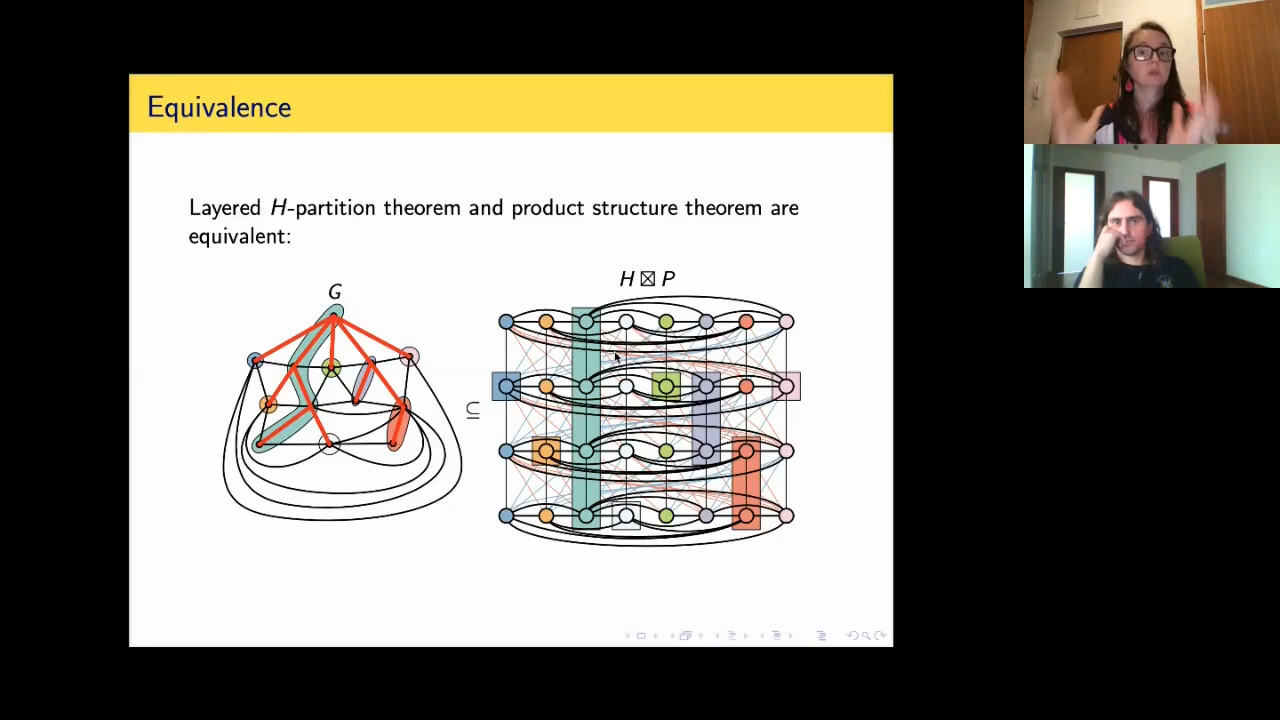 Equivalence
Layered H-partition theorem and product structure theorem are
equivalent:
G
H ⊠ P
⊆